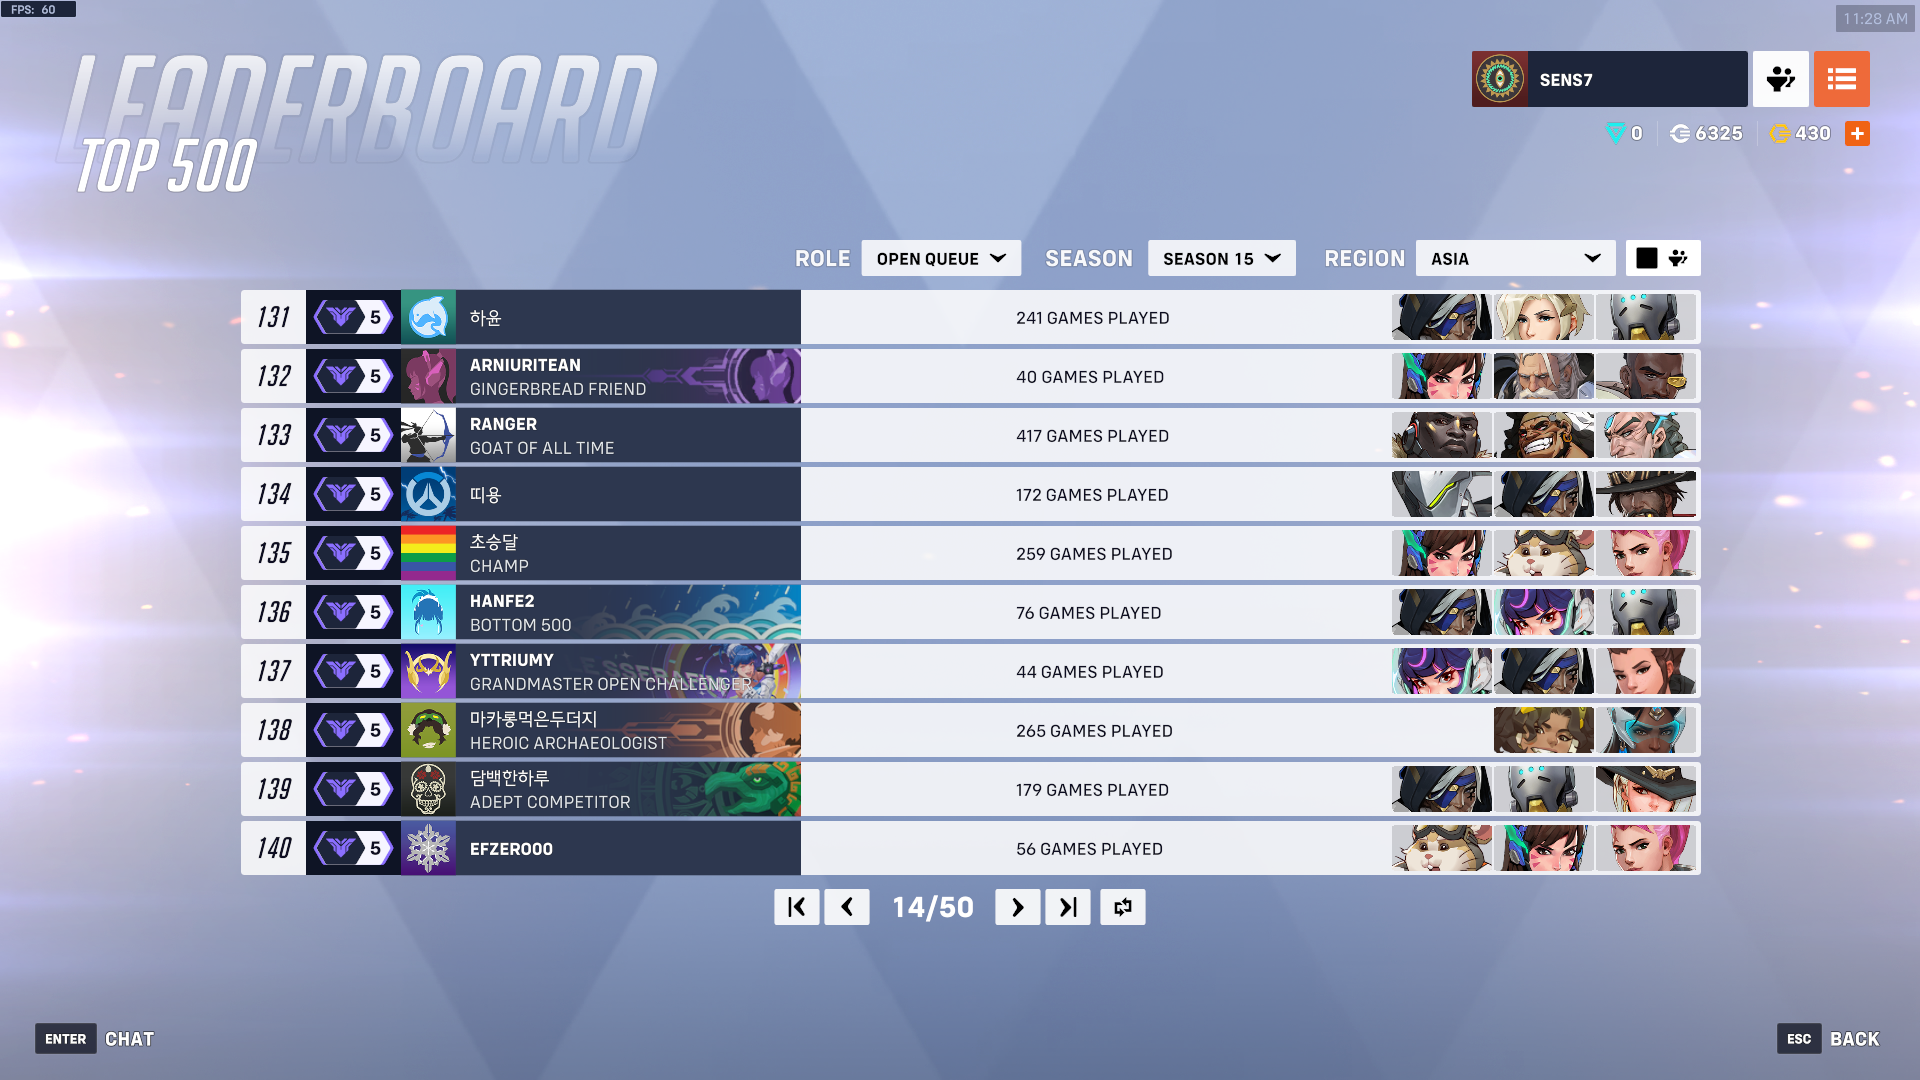 FPS: 60
11:28 AM
LEADERBOARD
TOP 500
SENS7
0
6325
430
ROLE
OPEN QUEUE
SEASON
SEASON 15
REGION
ASIA
131
5
하윤
241 GAMES PLAYED
132
5
ARNIURITEAN
GINGERBREAD FRIEND
40 GAMES PLAYED
133
5
RANGER
GOAT OF ALL TIME
417 GAMES PLAYED
134
5
띠용
172 GAMES PLAYED
135
5
초승달
CHAMP
259 GAMES PLAYED
136
5
HANFE2
BOTTOM 500
76 GAMES PLAYED
137
5
YTTRIUMY
GRANDMASTER OPEN CHALLENGER
44 GAMES PLAYED
138
5
마카롱먹은두더지
HEROIC ARCHAEOLOGIST
265 GAMES PLAYED
139
5
담백한하루
ADEPT COMPETITOR
179 GAMES PLAYED
140
5
EFZEROOO
56 GAMES PLAYED
14/50
ENTER
CHAT
ESC
BACK